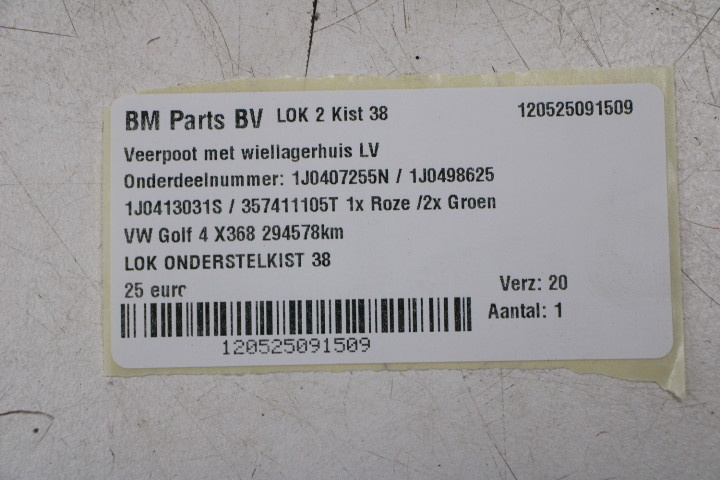 BM Parts BV LOK 2 Kist 38 120525091509
Veerpoot met wiellagerhuis LV
Onderdeelnummer: 1J0407255N / 1J0498625
1J0413031S / 357411105T 1x Roze /2x Groen
VW Golf 4 X368 294578km
LOK ONDERSTELKIST 38
25 euro Verz: 20
Aantal: 1
120525091509